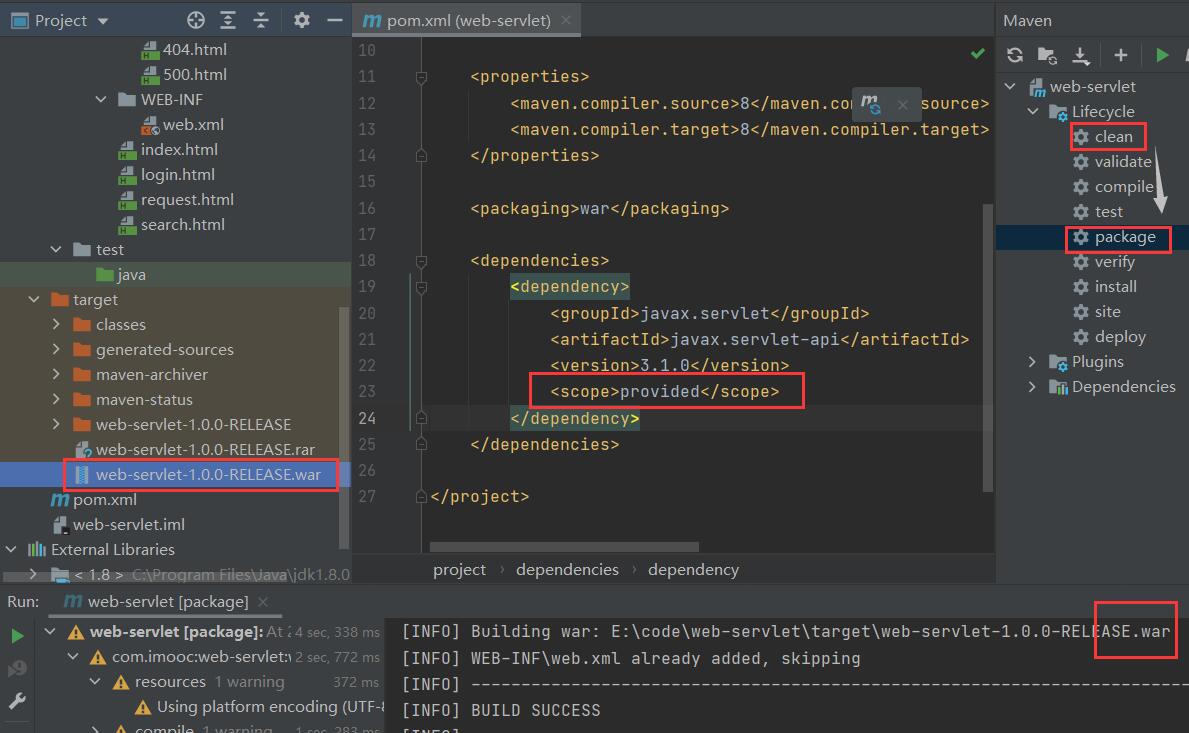 Project
pom.xml (web-servlet)
Maven
404.html
500.html
WEB-INF
web.xml
index.html
login.html
request.html
search.html
test
java
target
classes
generated-sources
maven-archiver
maven-status
web-servlet-1.0.0-RELEASE
web-servlet-1.0.0-RELEASE.rar
web-servlet-1.0.0-RELEASE.war
pom.xml
web-servlet.iml
External Libraries
< 1.8 > C:\Program Files\Java\jdk1.8.0
10
11 <properties>
12 <maven.compiler.source>8</maven.co source>
13 <maven.compiler.target>8</maven.compiler.target>
14 </properties>
15
16 <packaging>war</packaging>
17
18 <dependencies>
19 <dependency>
20 <groupId>javax.servlet</groupId>
21 <artifactId>javax.servlet-api</artifactId>
22 <version>3.1.0</version>
23 <scope>provided</scope>
24 </dependency>
25 </dependencies>
26
27 </project>
project › dependencies › dependency
web-servlet
Lifecycle
clean
validate
compile
test
package
verify
install
site
deploy
Plugins
Dependencies
Run: web-servlet [package]
web-servlet [package]: At 4 sec, 338 ms
com.imooc:web-servlet: 2 sec, 772 ms
resources 1 warning 372 ms
Using platform encoding (UTF-8
compile 1 warning 1 sec, 283 ms
[INFO] Building war: E:\code\web-servlet\target\web-servlet-1.0.0-RELEASE.war
[INFO] WEB-INF\web.xml already added, skipping
[INFO] ------------------------------------------------------------------------
[INFO] BUILD SUCCESS
[INFO]